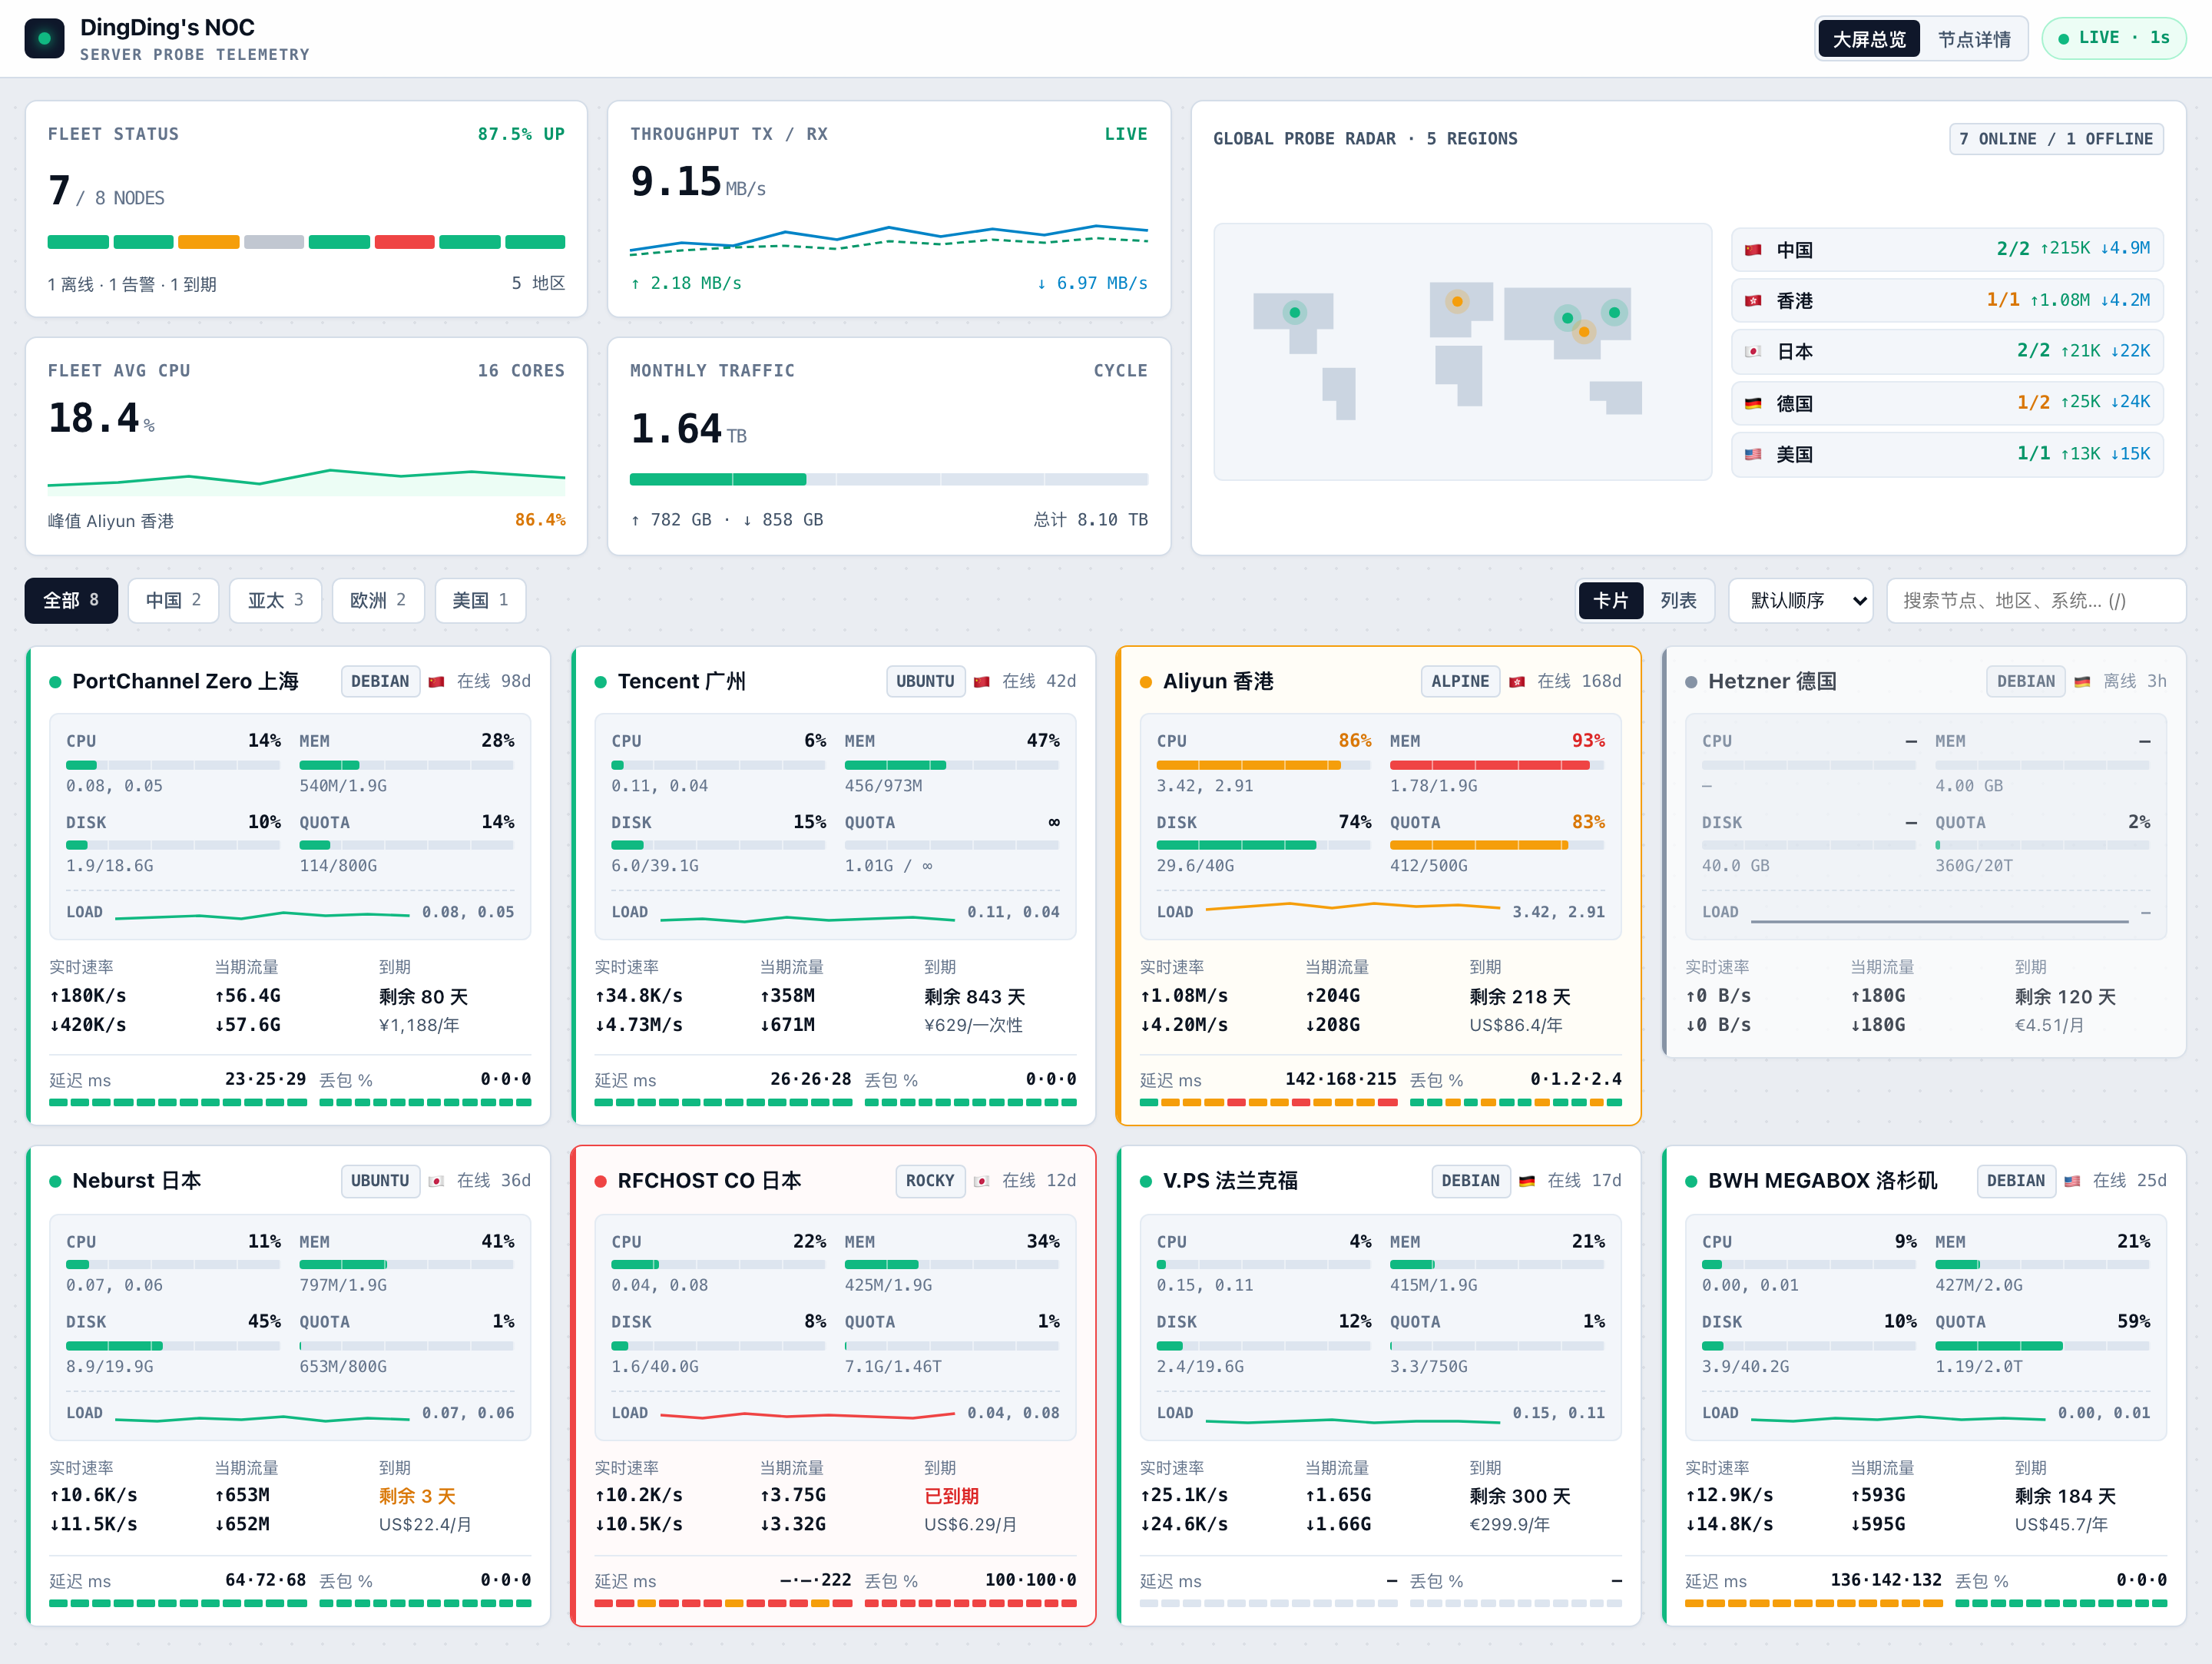 DingDing's NOC
SERVER PROBE TELEMETRY
大屏总览 节点详情 LIVE · 1s
FLEET STATUS 87.5% UP
7 / 8 NODES
1 离线 · 1 告警 · 1 到期 5 地区
THROUGHPUT TX / RX LIVE
9.15 MB/s
↑ 2.18 MB/s ↓ 6.97 MB/s
GLOBAL PROBE RADAR · 5 REGIONS 7 ONLINE / 1 OFFLINE
中国 2/2 ↑215K ↓4.9M
香港 1/1 ↑1.08M ↓4.2M
日本 2/2 ↑21K ↓22K
德国 1/2 ↑25K ↓24K
美国 1/1 ↑13K ↓15K
FLEET AVG CPU 16 CORES
18.4 %
峰值 Aliyun 香港 86.4%
MONTHLY TRAFFIC CYCLE
1.64 TB
↑ 782 GB · ↓ 858 GB 总计 8.10 TB
全部 8 中国 2 亚太 3 欧洲 2 美国 1
卡片 列表 默认顺序 搜索节点、地区、系统... (/)
PortChannel Zero 上海 DEBIAN 在线 98d
CPU 14% MEM 28%
0.08, 0.05 540M/1.9G
DISK 10% QUOTA 14%
1.9/18.6G 114/800G
LOAD 0.08, 0.05
实时速率 当期流量 到期
↑180K/s ↑56.4G 剩余 80 天
↓420K/s ↓57.6G ¥1,188/年
延迟 ms 23·25·29 丢包 % 0·0·0
Tencent 广州 UBUNTU 在线 42d
CPU 6% MEM 47%
0.11, 0.04 456/973M
DISK 15% QUOTA ∞
6.0/39.1G 1.01G / ∞
LOAD 0.11, 0.04
实时速率 当期流量 到期
↑34.8K/s ↑358M 剩余 843 天
↓4.73M/s ↓671M ¥629/一次性
延迟 ms 26·26·28 丢包 % 0·0·0
Aliyun 香港 ALPINE 在线 168d
CPU 86% MEM 93%
3.42, 2.91 1.78/1.9G
DISK 74% QUOTA 83%
29.6/40G 412/500G
LOAD 3.42, 2.91
实时速率 当期流量 到期
↑1.08M/s ↑204G 剩余 218 天
↓4.20M/s ↓208G US$86.4/年
延迟 ms 142·168·215 丢包 % 0·1.2·2.4
Hetzner 德国 DEBIAN 离线 3h
CPU — MEM —
— 4.00 GB
DISK — QUOTA 2%
40.0 GB 360G/20T
LOAD —
实时速率 当期流量 到期
↑0 B/s ↑180G 剩余 120 天
↓0 B/s ↓180G €4.51/月
Neburst 日本 UBUNTU 在线 36d
CPU 11% MEM 41%
0.07, 0.06 797M/1.9G
DISK 45% QUOTA 1%
8.9/19.9G 653M/800G
LOAD 0.07, 0.06
实时速率 当期流量 到期
↑10.6K/s ↑653M 剩余 3 天
↓11.5K/s ↓652M US$22.4/月
延迟 ms 64·72·68 丢包 % 0·0·0
RFCHOST CO 日本 ROCKY 在线 12d
CPU 22% MEM 34%
0.04, 0.08 425M/1.9G
DISK 8% QUOTA 1%
1.6/40.0G 7.1G/1.46T
LOAD 0.04, 0.08
实时速率 当期流量 到期
↑10.2K/s ↑3.75G 已到期
↓10.5K/s ↓3.32G US$6.29/月
延迟 ms —·—·222 丢包 % 100·100·0
V.PS 法兰克福 DEBIAN 在线 17d
CPU 4% MEM 21%
0.15, 0.11 415M/1.9G
DISK 12% QUOTA 1%
2.4/19.6G 3.3/750G
LOAD 0.15, 0.11
实时速率 当期流量 到期
↑25.1K/s ↑1.65G 剩余 300 天
↓24.6K/s ↓1.66G €299.9/年
延迟 ms — 丢包 % —
BWH MEGABOX 洛杉矶 DEBIAN 在线 25d
CPU 9% MEM 21%
0.00, 0.01 427M/2.0G
DISK 10% QUOTA 59%
3.9/40.2G 1.19/2.0T
LOAD 0.00, 0.01
实时速率 当期流量 到期
↑12.9K/s ↑593G 剩余 184 天
↓14.8K/s ↓595G US$45.7/年
延迟 ms 136·142·132 丢包 % 0·0·0